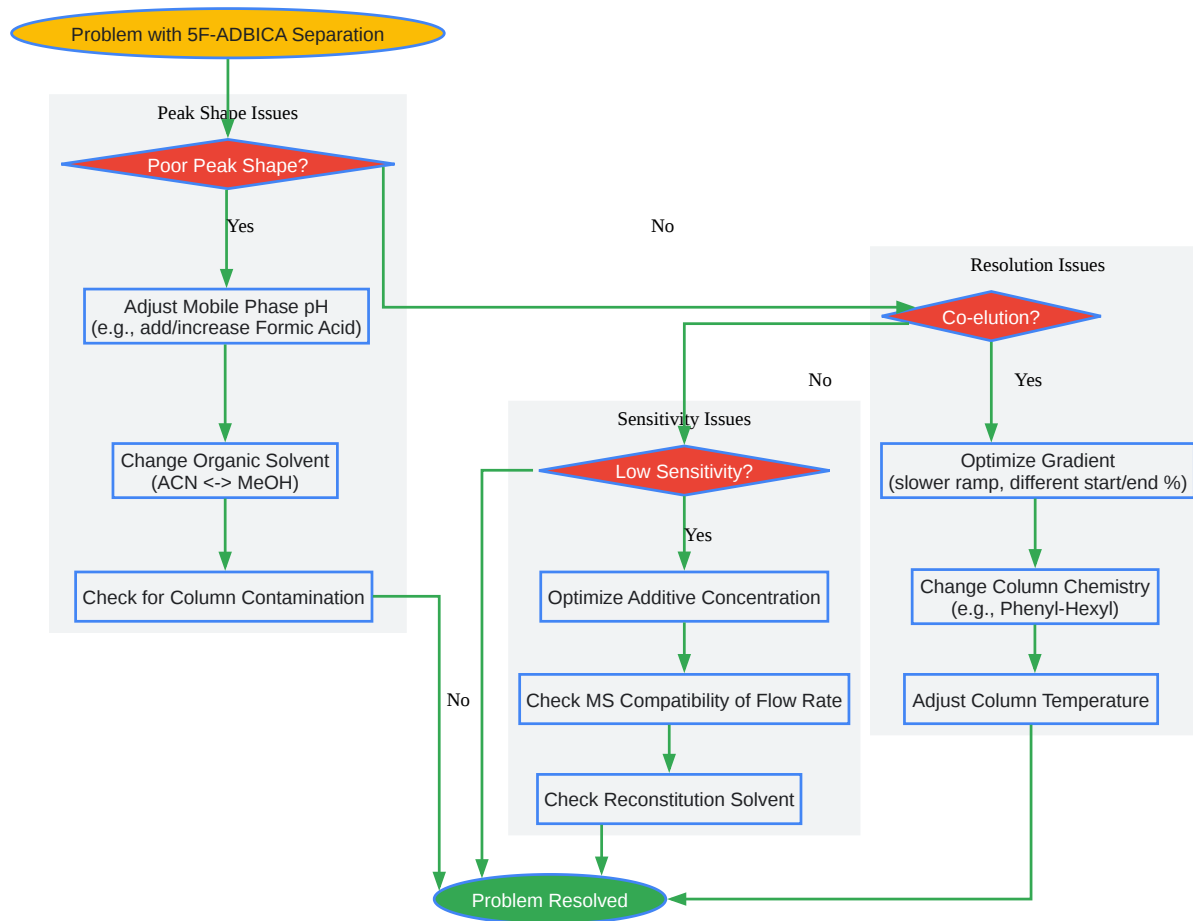 Problem with 5F-ADBICA Separation
Peak Shape Issues
Poor Peak Shape?
Yes
No
Adjust Mobile Phase pH
(e.g., add/increase Formic Acid)
Change Organic Solvent
(ACN <-> MeOH)
Check for Column Contamination
Resolution Issues
Co-elution?
No
Yes
Optimize Gradient
(slower ramp, different start/end %)
Change Column Chemistry
(e.g., Phenyl-Hexyl)
Adjust Column Temperature
Sensitivity Issues
Low Sensitivity?
Yes
No
Optimize Additive Concentration
Check MS Compatibility of Flow Rate
Check Reconstitution Solvent
Problem Resolved